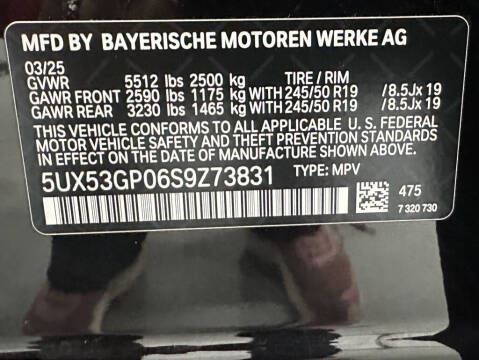 MFD BY BAYERISCHE MOTOREN WERKE AG
03/25
GVWR 5512 lbs 2500 kg TIRE / RIM
GAWR FRONT 2590 lbs 1175 kg WITH 245/50 R19 /8.5Jx 19
GAWR REAR 3230 lbs 1465 kg WITH 245/50 R19 /8.5Jx 19
THIS VEHICLE CONFORMS TO ALL APPLICABLE U.S. FEDERAL
MOTOR VEHICLE SAFETY AND THEFT PREVENTION STANDARDS
IN EFFECT ON THE DATE OF MANUFACTURE SHOWN ABOVE.
5UX53GP06S9Z73831 TYPE: MPV
475
7 320 730